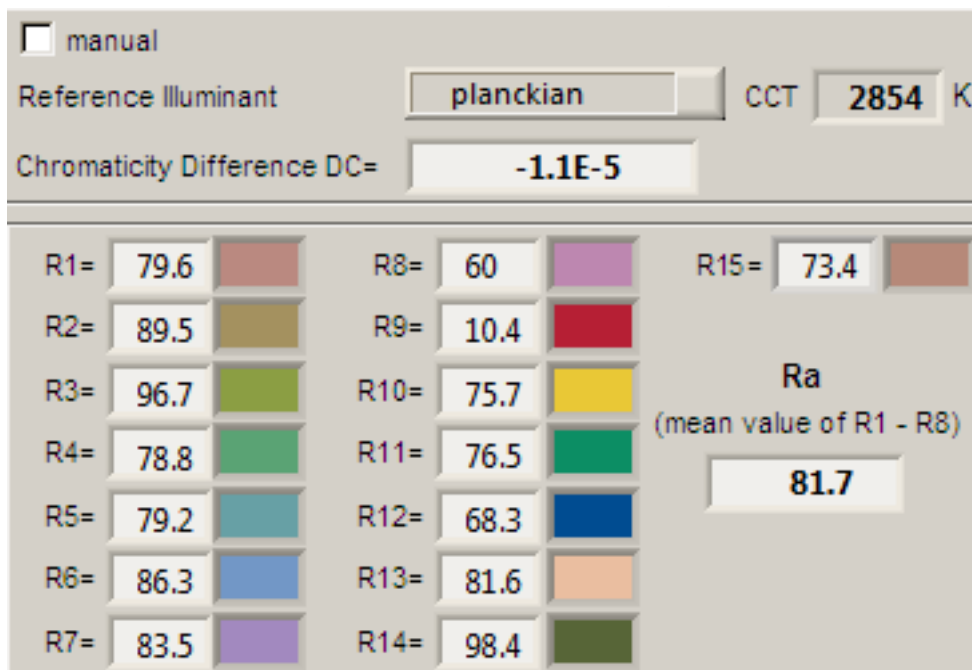 manual
Reference Illuminant planckian CCT 2854 K
Chromaticity Difference DC= -1.1E-5
R1= 79.6 R8= 60 R15= 73.4
R2= 89.5 R9= 10.4
R3= 96.7 R10= 75.7 Ra
(mean value of R1 - R8)
R4= 78.8 R11= 76.5
81.7
R5= 79.2 R12= 68.3
R6= 86.3 R13= 81.6
R7= 83.5 R14= 98.4